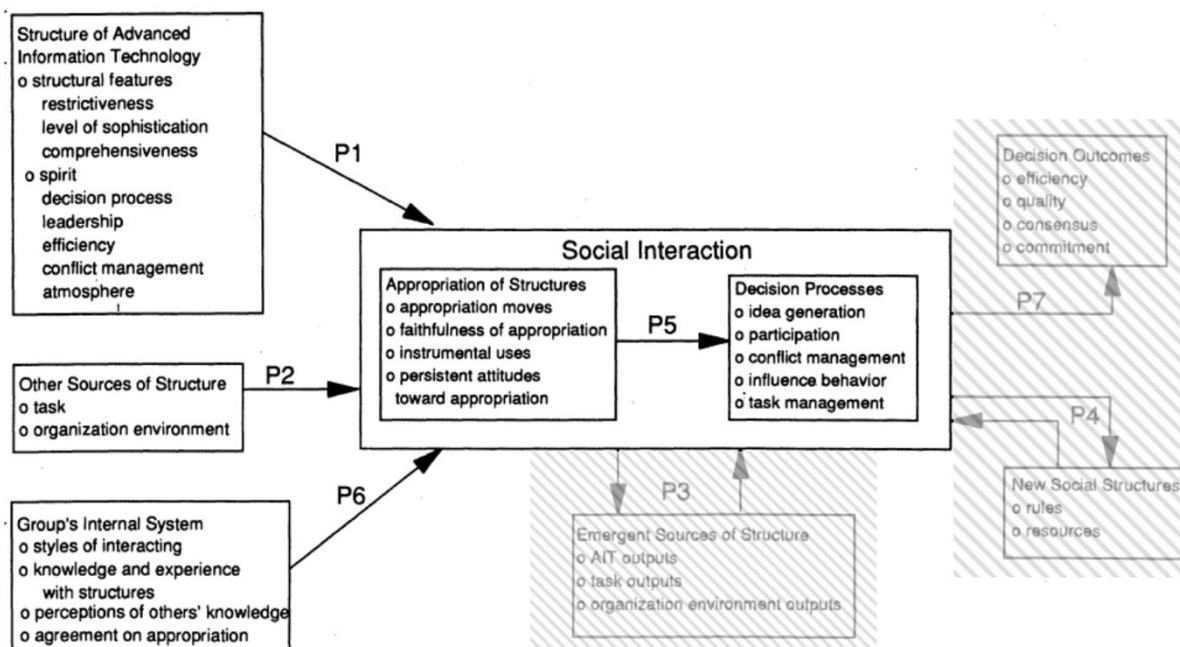 Structure of Advanced
Information Technology
o structural features
restrictiveness
level of sophistication
comprehensiveness
o spirit
decision process
leadership
efficiency
conflict management
atmosphere
P1
Other Sources of Structure
o task
o organization environment
P2
Group's Internal System
o styles of interacting
o knowledge and experience
with structures
o perceptions of others' knowledge
o agreement on appropriation
P6
Social Interaction
Appropriation of Structures
o appropriation moves
o faithfulness of appropriation
o instrumental uses
o persistent attitudes
toward appropriation
P5
Decision Processes
o idea generation
o participation
o conflict management
o influence behavior
o task management
P3
Emergent Sources of Structure
o AIT outputs
o task outputs
o organization environment outputs
Decision Outcomes
o efficiency
o quality
o consensus
o commitment
P7
P4
New Social Structures
o rules
o resources